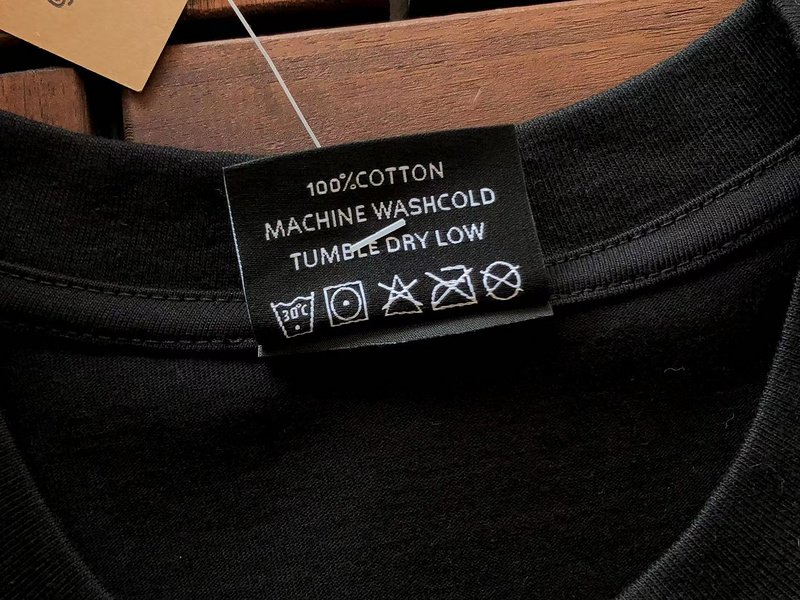 100%COTTON
MACHINE WASHCOLD
TUMBLE DRY LOW
30°C